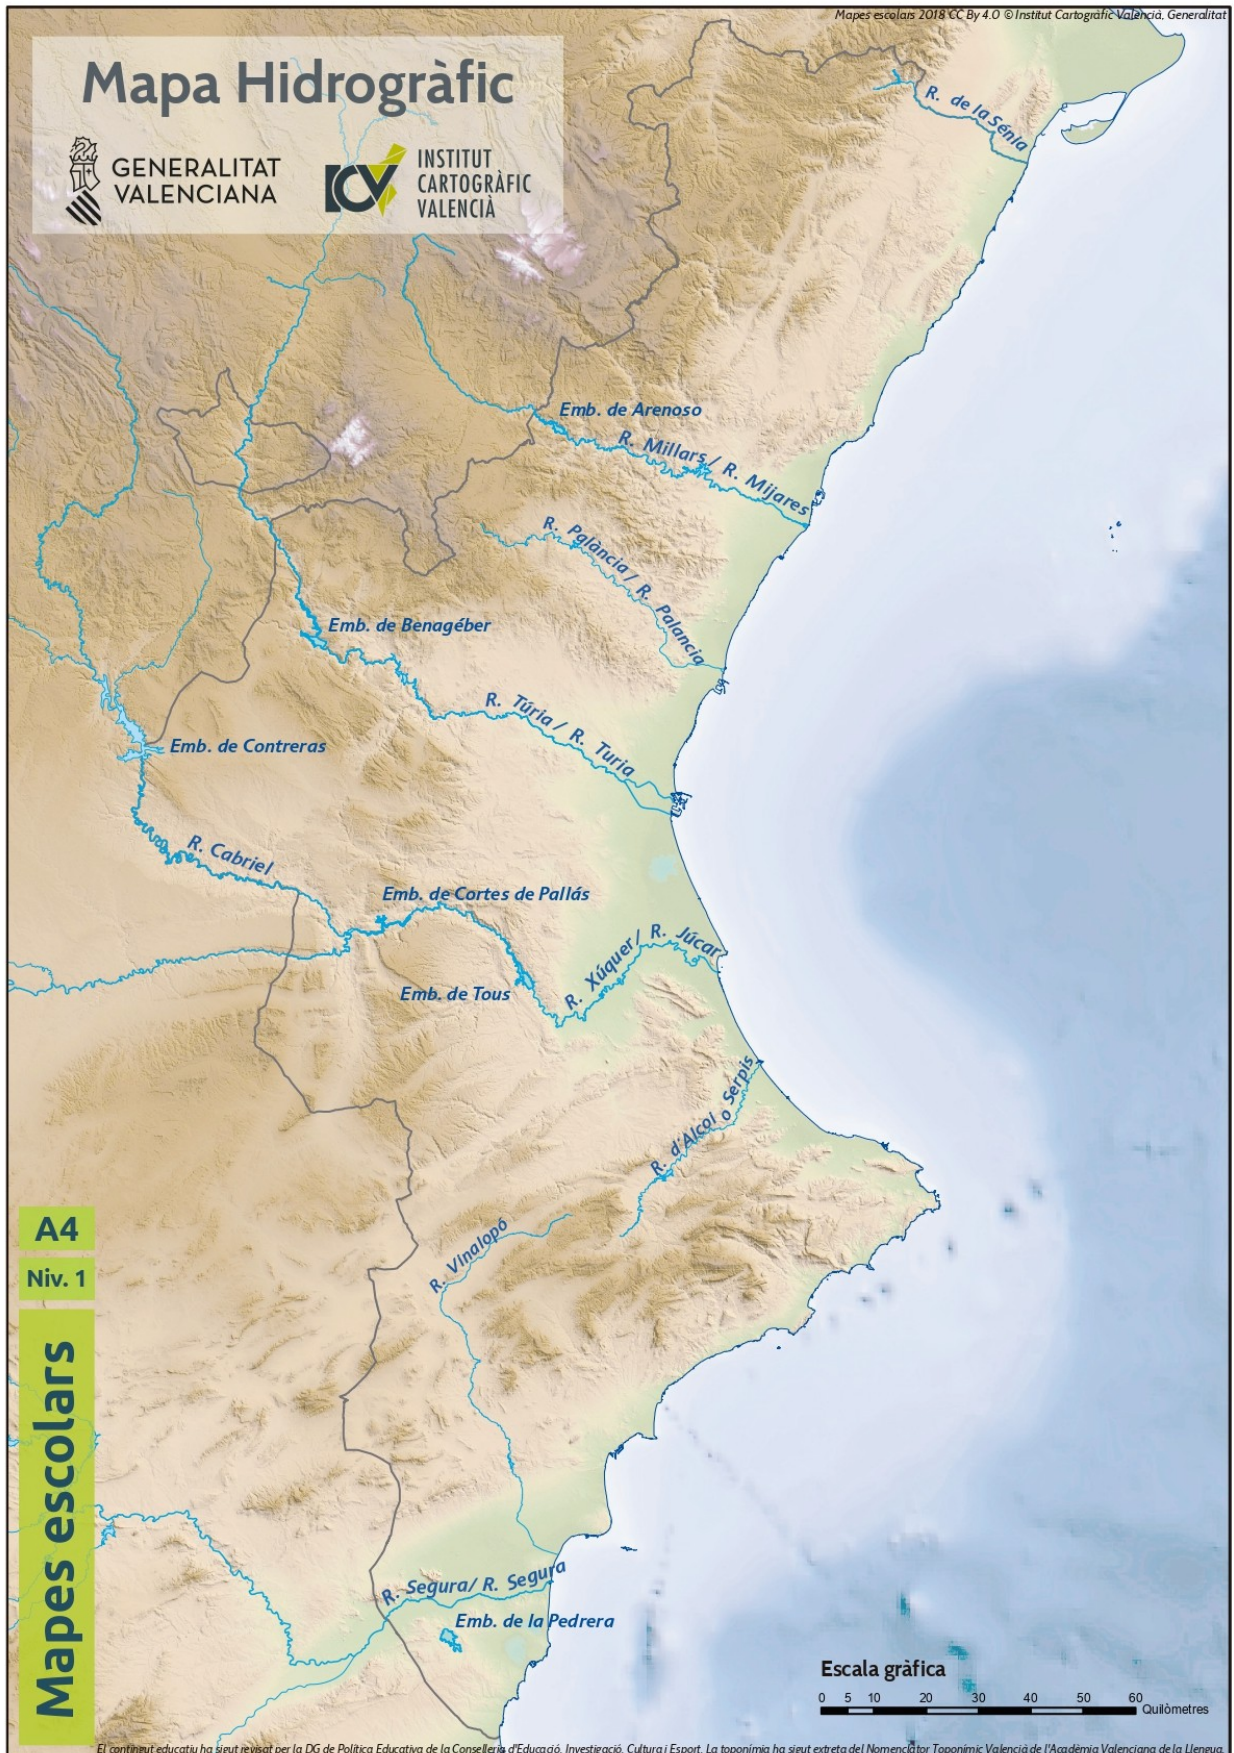 Mapes escolars 2018 CC By 4.0 © Institut Cartogràfic Valencià, Generalitat
Mapa Hidrogràfic
GENERALITAT
VALENCIANA
ICV
INSTITUT
CARTOGRÀFIC
VALENCIÀ
R. de la Sénia
Emb. de Arenoso
R. Millars/ R. Mijares
R. Palància/ R. Palancia
Emb. de Benagéber
R. Túria/ R. Turia
Emb. de Contreras
R. Cabriel
Emb. de Cortes de Pallás
R. Xúquer/ R. Júcar
Emb. de Tous
R. d'Alcoi o Serpis
R. Vinalopó
A4
Niv. 1
Mapes escolars
R. Segura/ R. Segura
Emb. de la Pedrera
Escala gràfica
0 5 10 20 30 40 50 60
Quilòmetres
El contingut educatiu ha sigut revisat per la DG de Política Educativa de la Conselleria d'Educació, Investigació, Cultura i Esport. La toponímia ha sigut extreta del Nomenclàtor Toponímic Valencià de l'Acadèmia Valenciana de la Llengua.